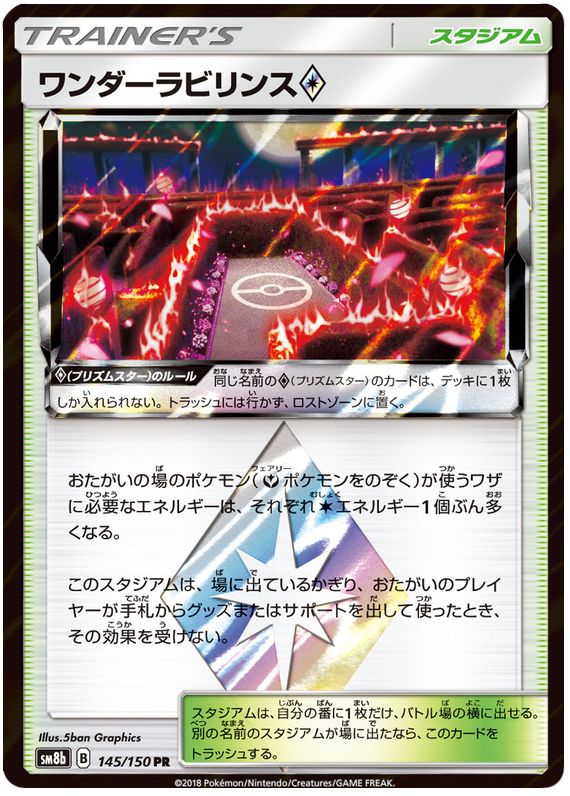 TRAINER'S スタジアム
ワンダーラビリンス◇
◇(プリズムスター)のルール 同じ名前の◇(プリズムスター)のカードは、デッキに1枚
しか入れられない。トラッシュには行かず、ロストゾーンに置く。
おたがいの場のポケモン(ポケモンをのぞく)が使うワザ
に必要なエネルギーは、それぞれエネルギー1個ぶん多
くなる。
このスタジアムは、場に出ているかぎり、おたがいのプレイ
ヤーが手札からグッズまたはサポートを出して使ったとき、
その効果を受けない。
スタジアムは、自分の番に1枚だけ、バトル場の横に出せる。
別の名前のスタジアムが場に出たなら、このカードを
トラッシュする。
Illus.5ban Graphics
SM8b B 145/150 PR
©2018 Pokémon/Nintendo/Creatures/GAME FREAK.